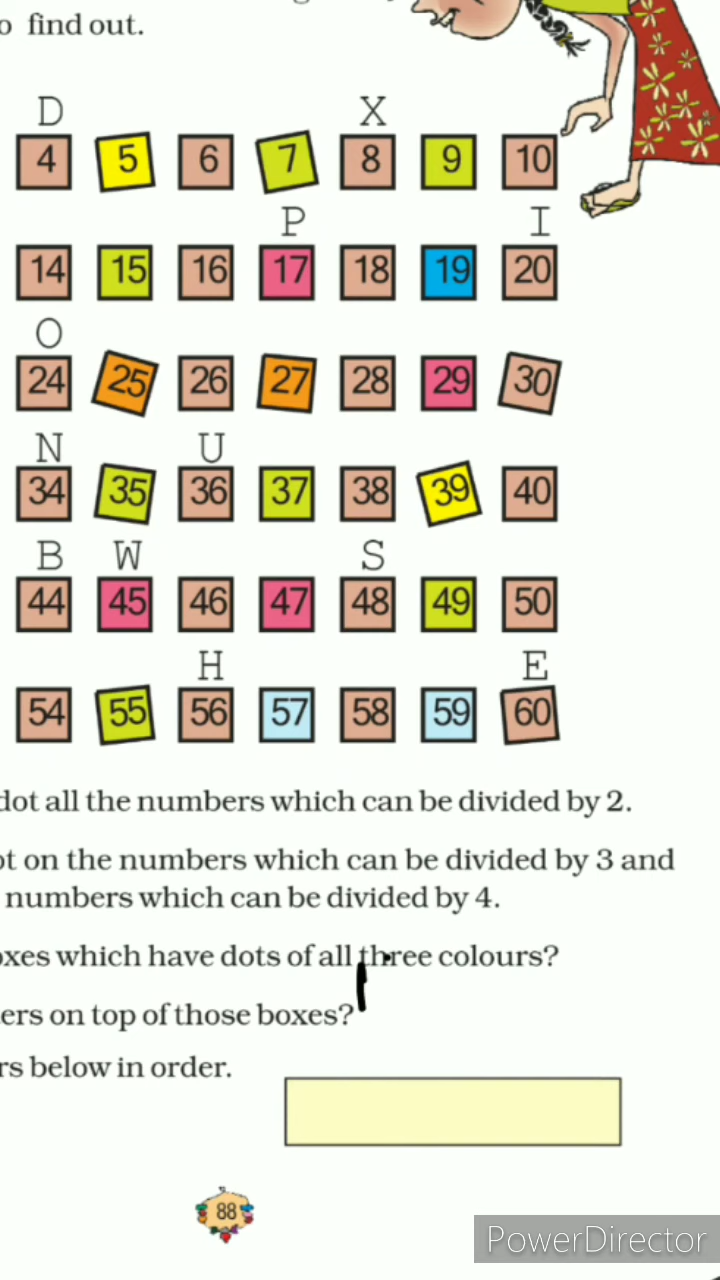 o find out.
D X
4 5 6 7 8 9 10
P I
14 15 16 17 18 19 20
O
24 25 26 27 28 29 30
N U
34 35 36 37 38 39 40
B W S
44 45 46 47 48 49 50
H E
54 55 56 57 58 59 60
dot all the numbers which can be divided by 2.
ot on the numbers which can be divided by 3 and
numbers which can be divided by 4.
oxes which have dots of all three colours?
ers on top of those boxes?
rs below in order.
88
PowerDirector